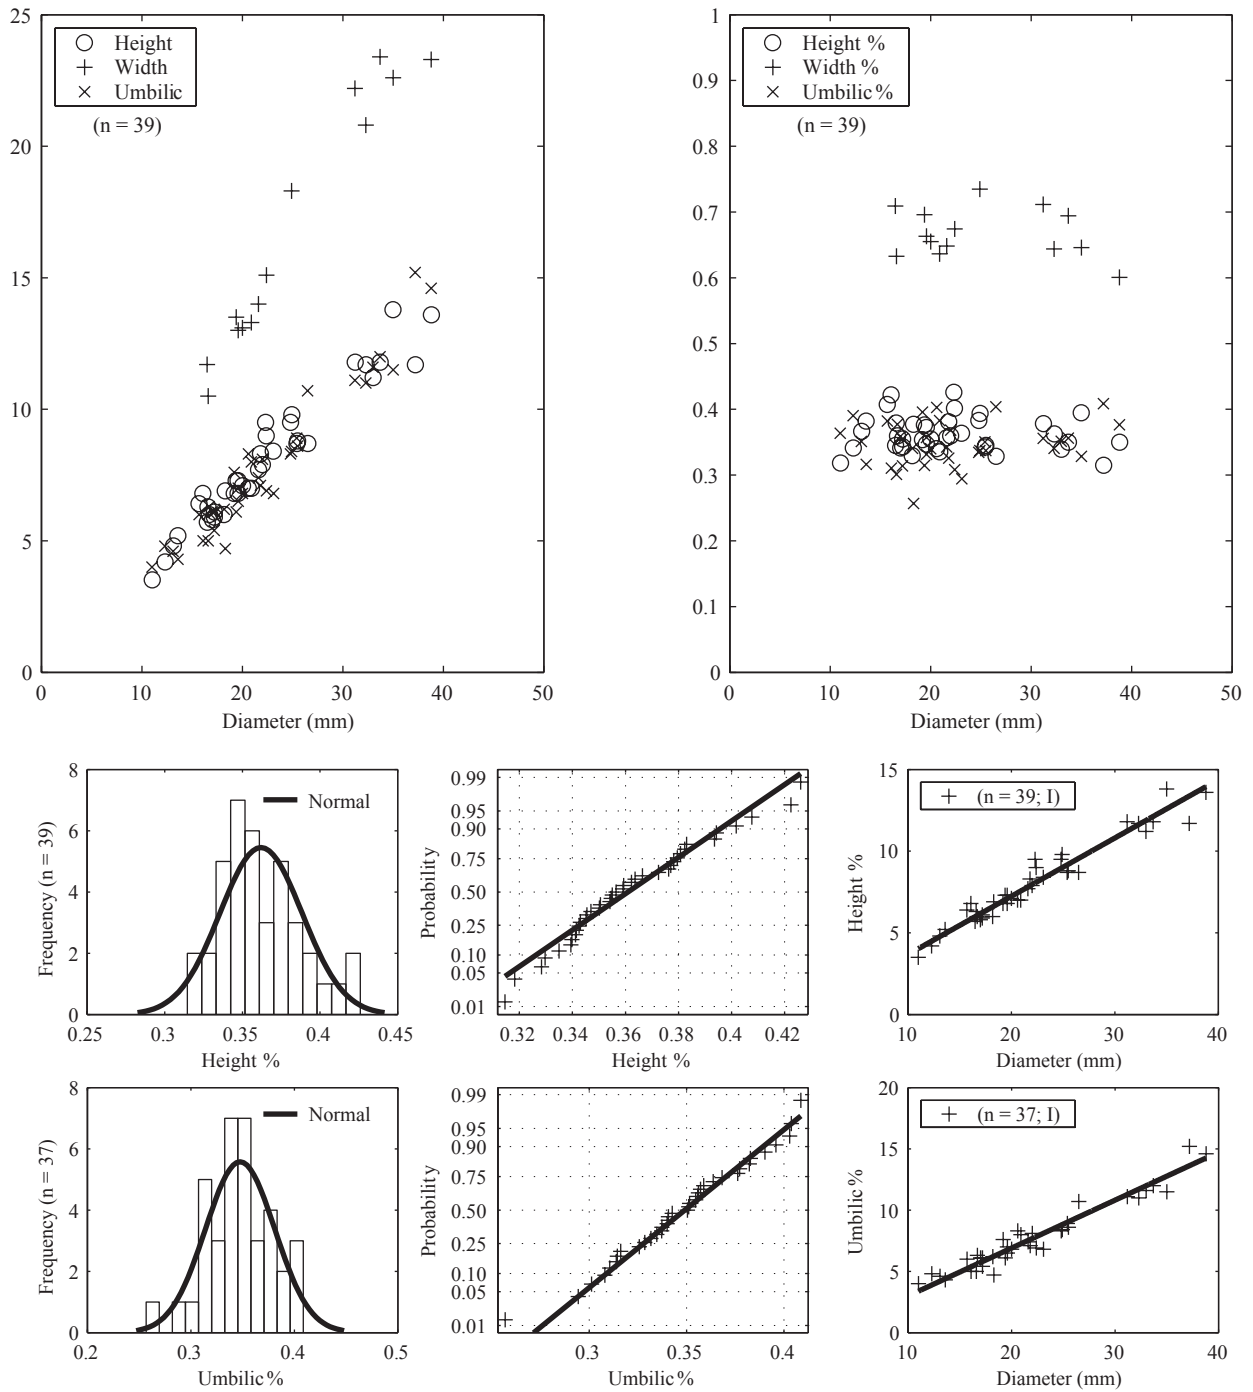 25
20
15
10
5
0
Height
Width
Umbilic
(n = 39)
0 10 20 30 40 50
Diameter (mm)
1
0.9
0.8
0.7
0.6
0.5
0.4
0.3
0.2
0.1
0
Height %
Width %
Umbilic %
(n = 39)
0 10 20 30 40 50
Diameter (mm)
Frequency (n = 39)
8
6
4
2
0
Normal
0.25 0.3 0.35 0.4 0.45
Height %
Probability
0.99
0.95
0.90
0.75
0.50
0.25
0.10
0.05
0.01
0.32 0.34 0.36 0.38 0.4 0.42
Height %
Height %
15
10
5
0
(n = 39; I)
10 20 30 40
Diameter (mm)
Frequency (n = 37)
8
6
4
2
0
Normal
0.2 0.3 0.4 0.5
Umbilic %
Probability
0.99
0.95
0.90
0.75
0.50
0.25
0.10
0.05
0.01
0.3 0.35 0.4
Umbilic %
Umbilic %
20
15
10
5
0
(n = 37; I)
10 20 30 40
Diameter (mm)